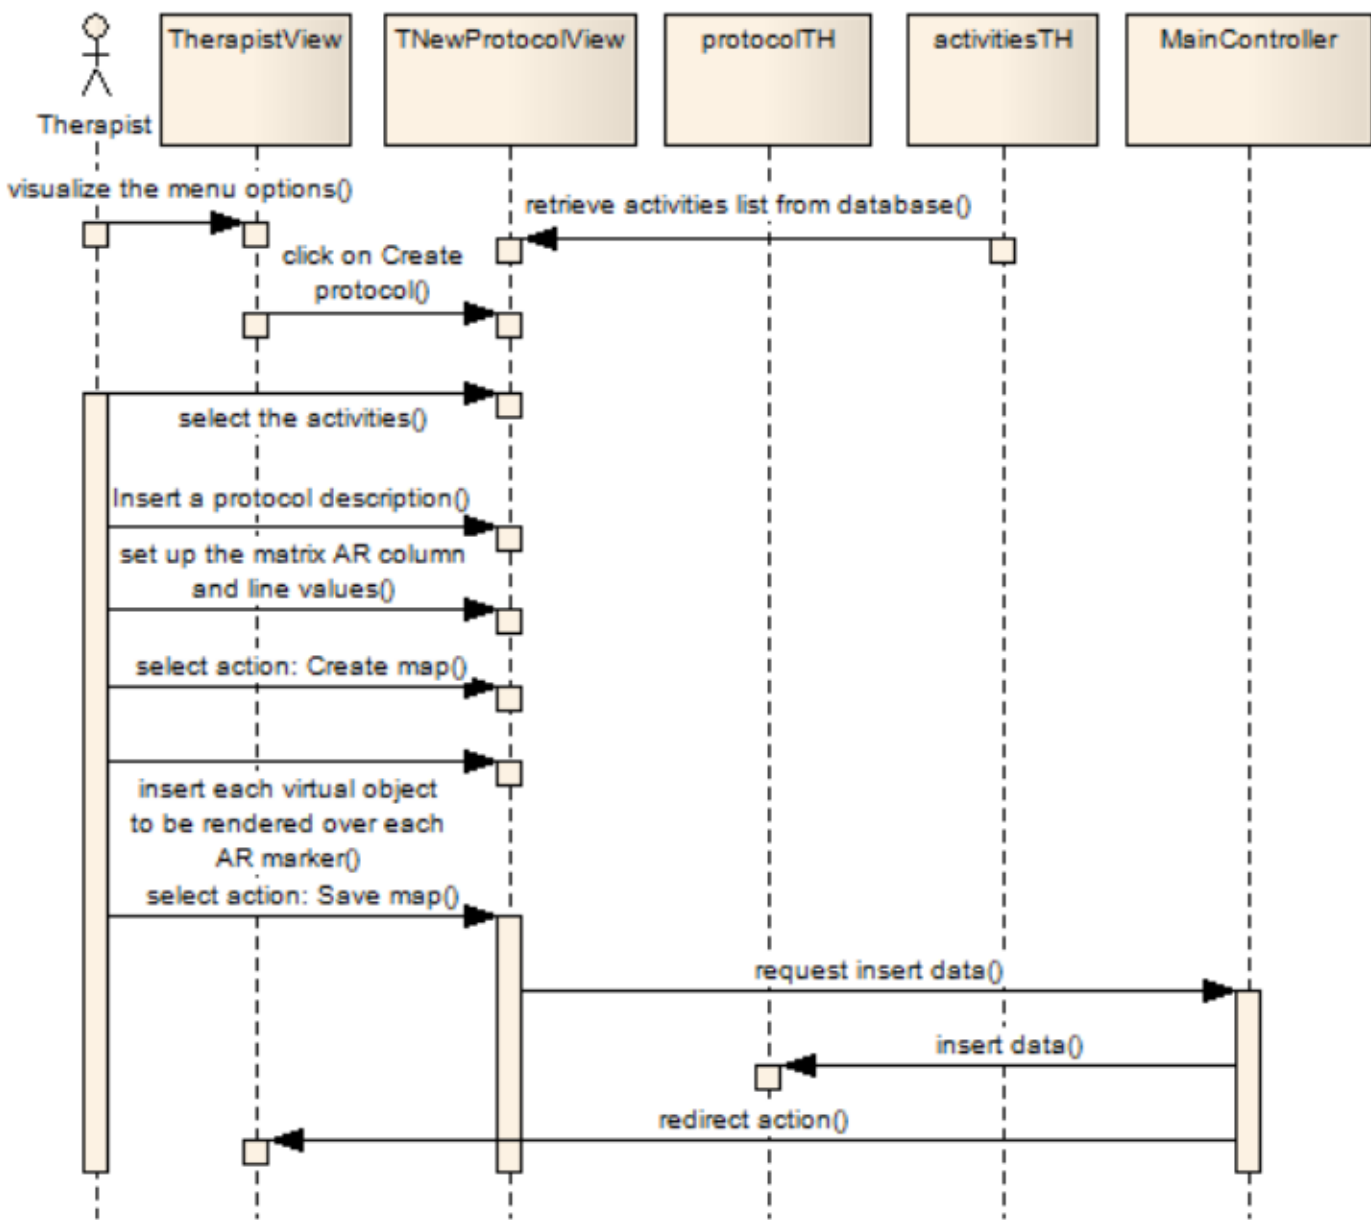 TherapistView
TNewProtocolView
protocolTH
activitiesTH
MainController
Therapist
visualize the menu options()
retrieve activities list from database()
click on Create
protocol()
select the activities()
Insert a protocol description()
set up the matrix AR column
and line values()
select action: Create map()
insert each virtual object
to be rendered over each
AR marker()
select action: Save map()
request insert data()
insert data()
redirect action()